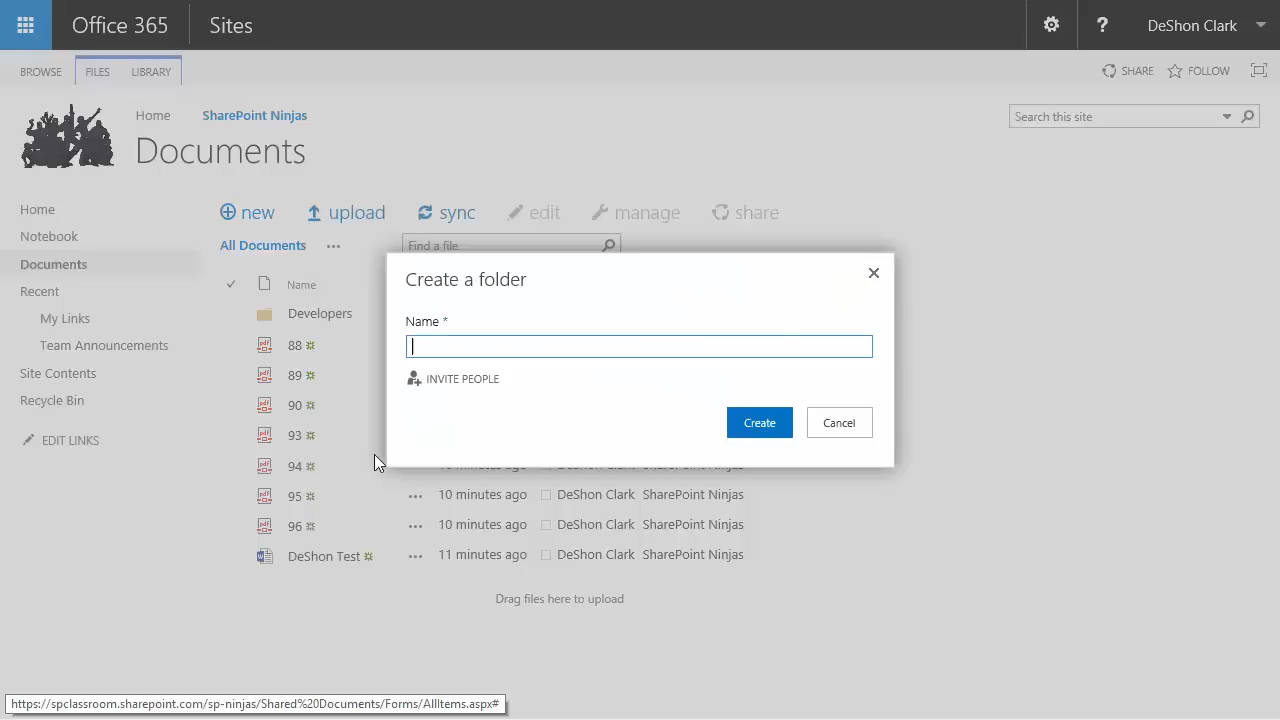 Office 365 Sites ? DeShon Clark
BROWSE FILES LIBRARY SHARE FOLLOW
Home SharePoint Ninjas
Search this site
Documents
Home
Notebook
Documents
Recent
My Links
Team Announcements
Site Contents
Recycle Bin
EDIT LINKS
new upload sync edit manage share
All Documents ... Find a file
Name
Developers
88
89
90
93
94
95 ... 10 minutes ago DeShon Clark SharePoint Ninjas
96 ... 10 minutes ago DeShon Clark SharePoint Ninjas
DeShon Test ... 11 minutes ago DeShon Clark SharePoint Ninjas
Drag files here to upload
Create a folder
Name *
INVITE PEOPLE
Create Cancel
https://spclassroom.sharepoint.com/sp-ninjas/Shared%20Documents/Forms/AllItems.aspx#